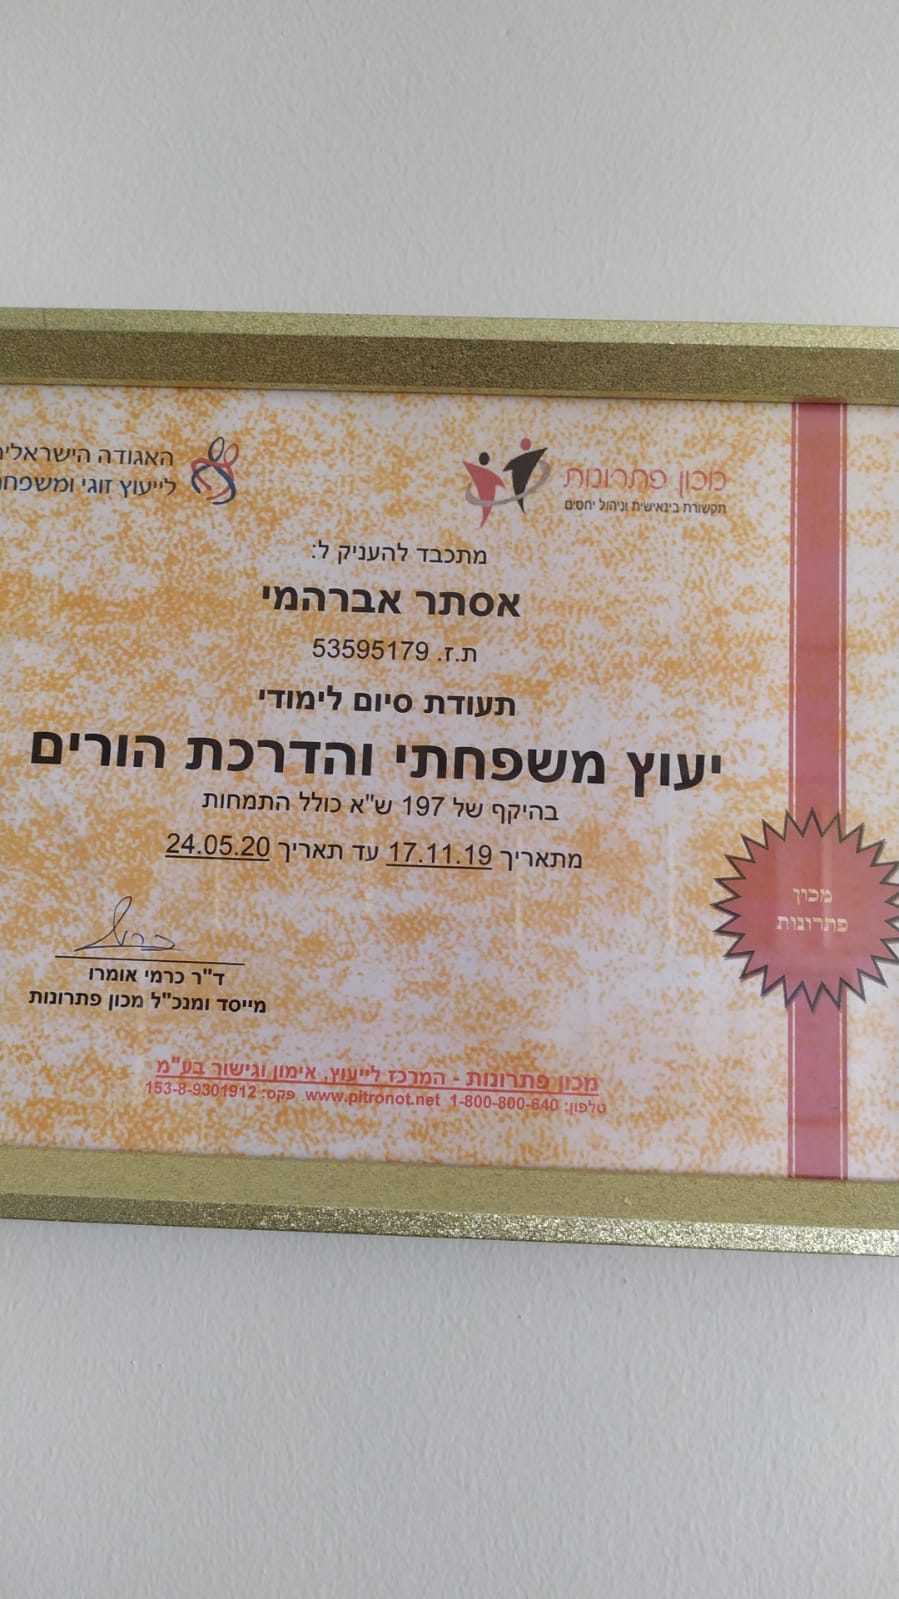 מכון פתרונות
תקשורת בינאישית וניהול יחסים
האגודה הישראלית
לייעוץ זוגי ומשפח
מתכבד להעניק ל:
אסתר אברהמי
ת.ז. 53595179
תעודת סיום לימודי
יעוץ משפחתי והדרכת הורים
בהיקף של 197 ש"א כולל התמחות
מתאריך 17.11.19 עד תאריך 24.05.20
מכון
פתרונות
ד"ר כרמי אומרו
מייסד ומנכ"ל מכון פתרונות
מכון פתרונות - המרכז לייעוץ, אימון וגישור בע"מ
טלפון: 1-800-800-640 www.pitronot.net פקס: 153-8-9301912